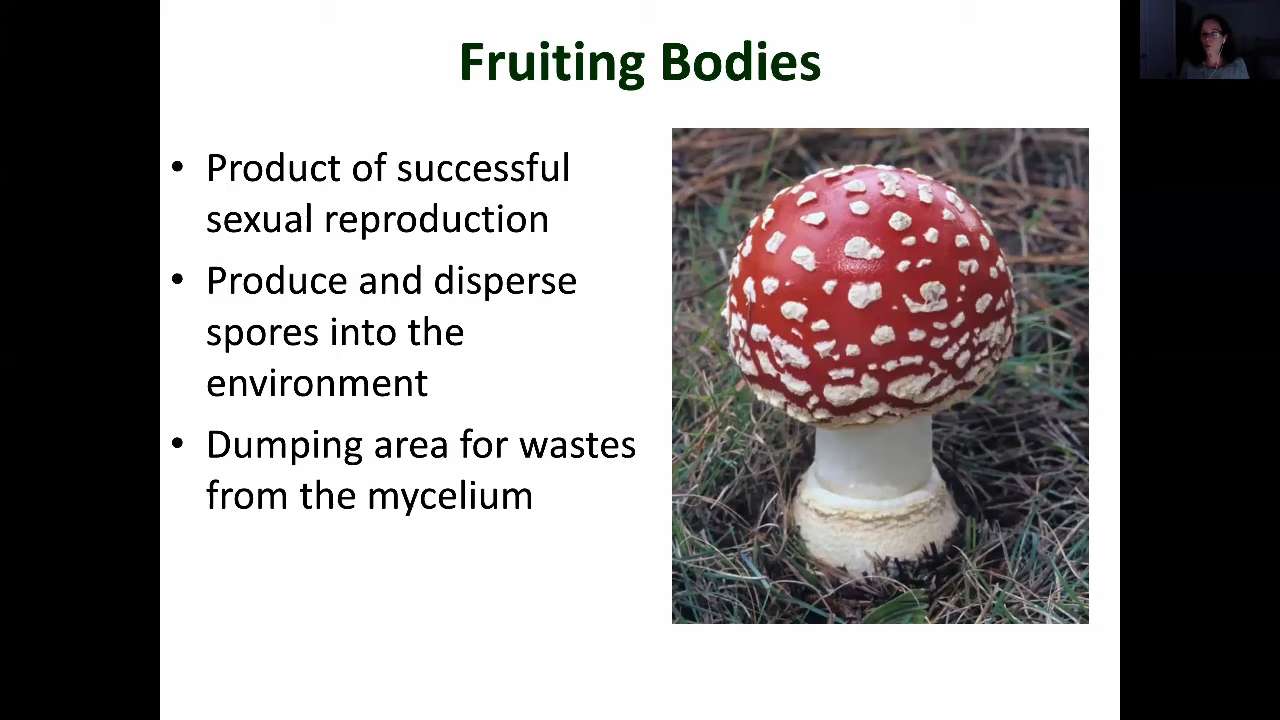 Fruiting Bodies
• Product of successful
sexual reproduction
• Produce and disperse
spores into the
environment
• Dumping area for wastes
from the mycelium